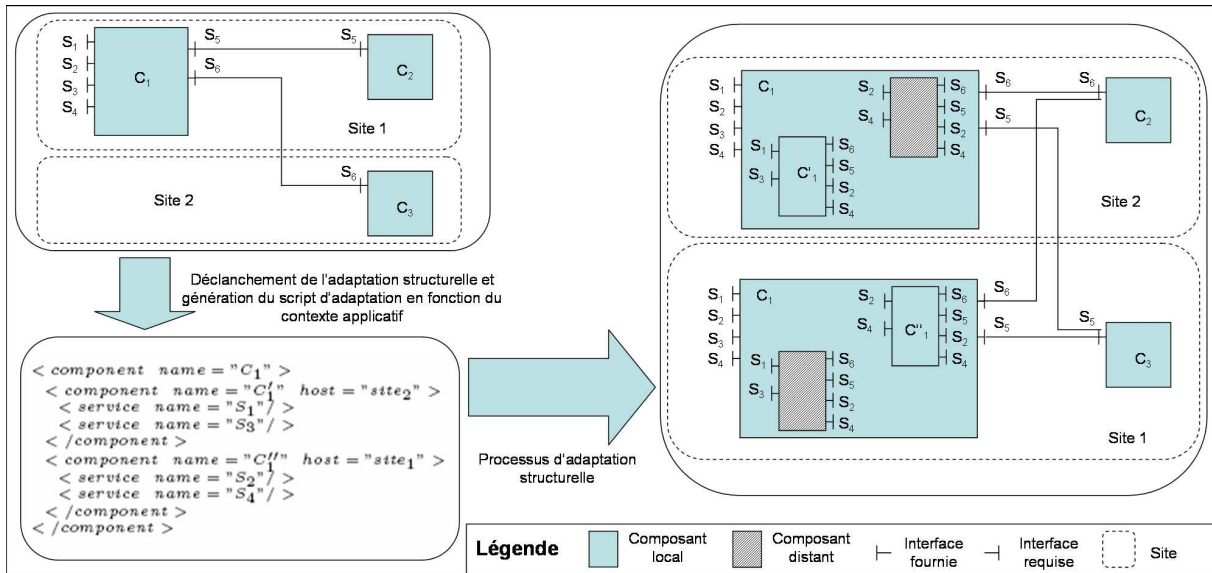 S1
S2
S3
S4
C1
S5
S5
S6
C2
Site 1
S6
Site 2
C3
Déclanchement de l'adaptation structurelle et
génération du script d'adaptation en fonction du
contexte applicatif
< component name = "C1" >
< component name = "C'1" host = "site2" >
< service name = "S1" / >
< service name = "S3" / >
< /component >
< component name = "C''1" host = "site1" >
< service name = "S2" / >
< service name = "S4" / >
< /component >
< /component >
Processus d'adaptation
structurelle
S1
S2
S3
S4
C1
S1
S3
C'1
S6
S5
S2
S4
S2
S4
S6
S5
S2
S4
S6
S5
S6
C2
Site 2
S1
S2
S3
S4
C1
S1
S3
S6
S5
S2
S4
S2
S4
C''1
S6
S5
S2
S4
S6
S5
S5
C3
Site 1
Légende
Composant
local
Composant
distant
Interface
fournie
Interface
requise
Site